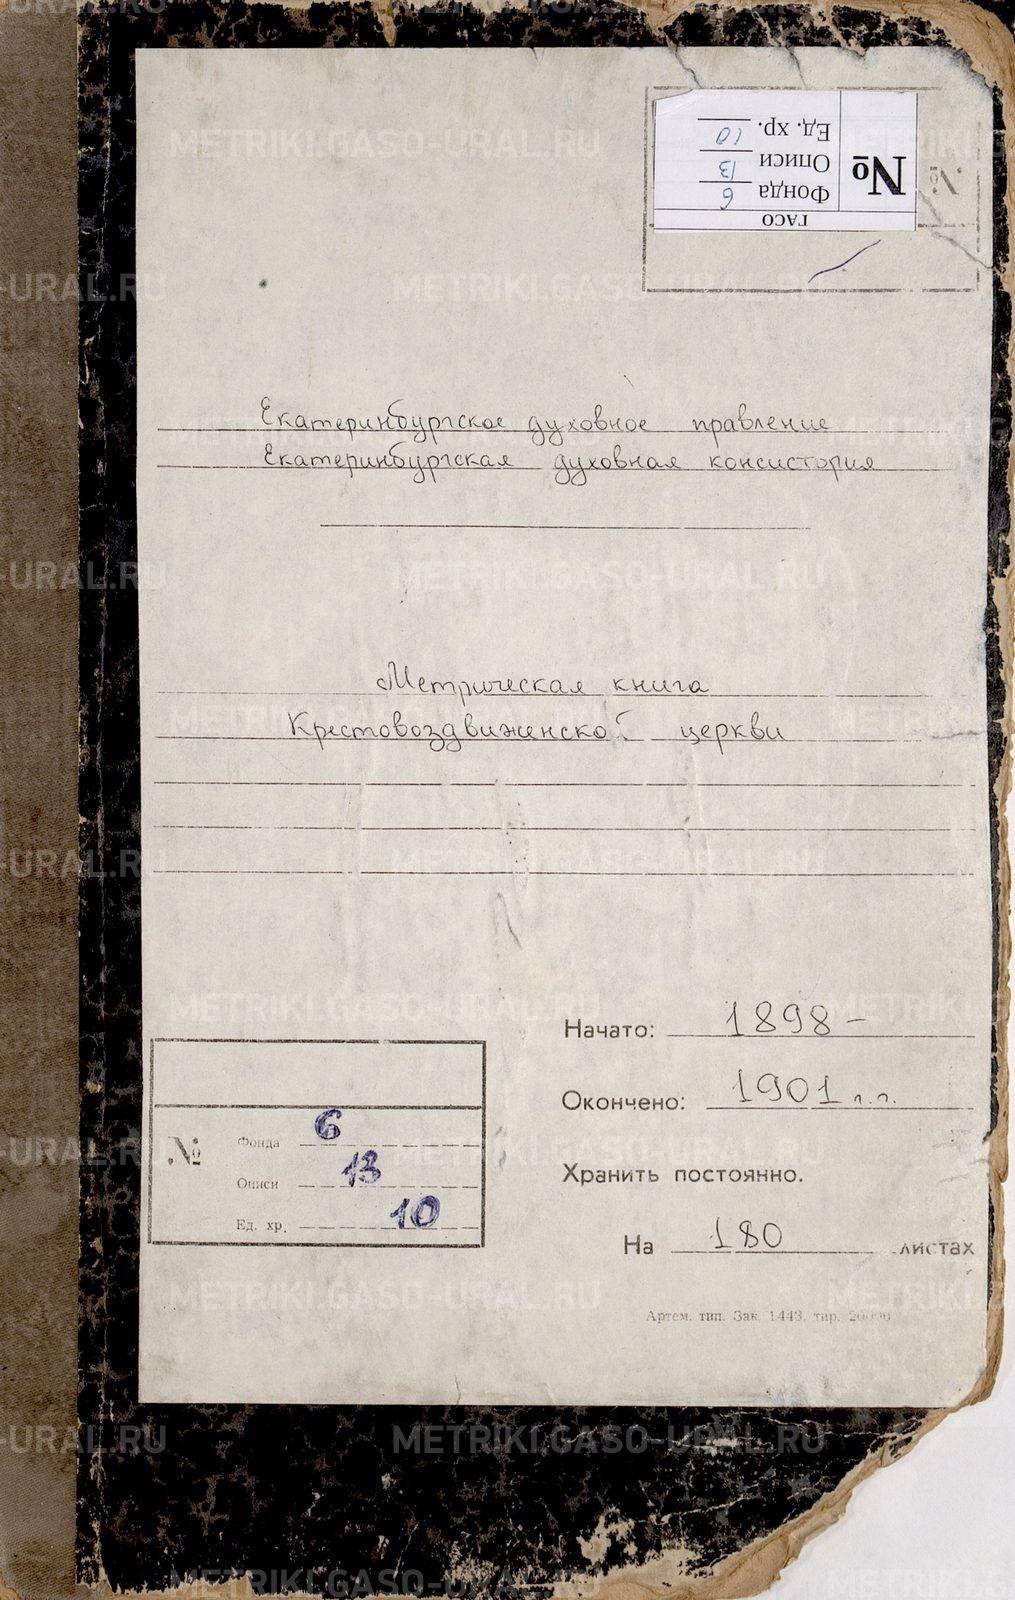 ГАСО
№
Фонда 6
Описи 13
Ед. хр. 10
№
Екатеринбургское духовное правление
Екатеринбургская духовная консистория
Метрическая книга
Крестовоздвиженской церкви
Начато: 1898 –
Окончено: 1901 г.г.
Хранить постоянно.
На 180 листах
№
Фонда 6
Описи 13
Ед. хр. 10
Артем. тип. Зак. 1443. тир. 20000
METRIKI.GASO-URAL.RU